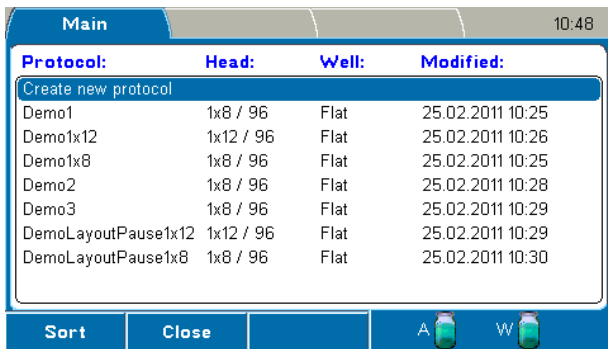 Main 10:48
Protocol: Head: Well: Modified:
Create new protocol
Demo1 1x8 / 96 Flat 25.02.2011 10:25
Demo1x12 1x12 / 96 Flat 25.02.2011 10:26
Demo1x8 1x8 / 96 Flat 25.02.2011 10:25
Demo2 1x8 / 96 Flat 25.02.2011 10:28
Demo3 1x8 / 96 Flat 25.02.2011 10:29
DemoLayoutPause1x12 1x12 / 96 Flat 25.02.2011 10:29
DemoLayoutPause1x8 1x8 / 96 Flat 25.02.2011 10:30
Sort Close A W